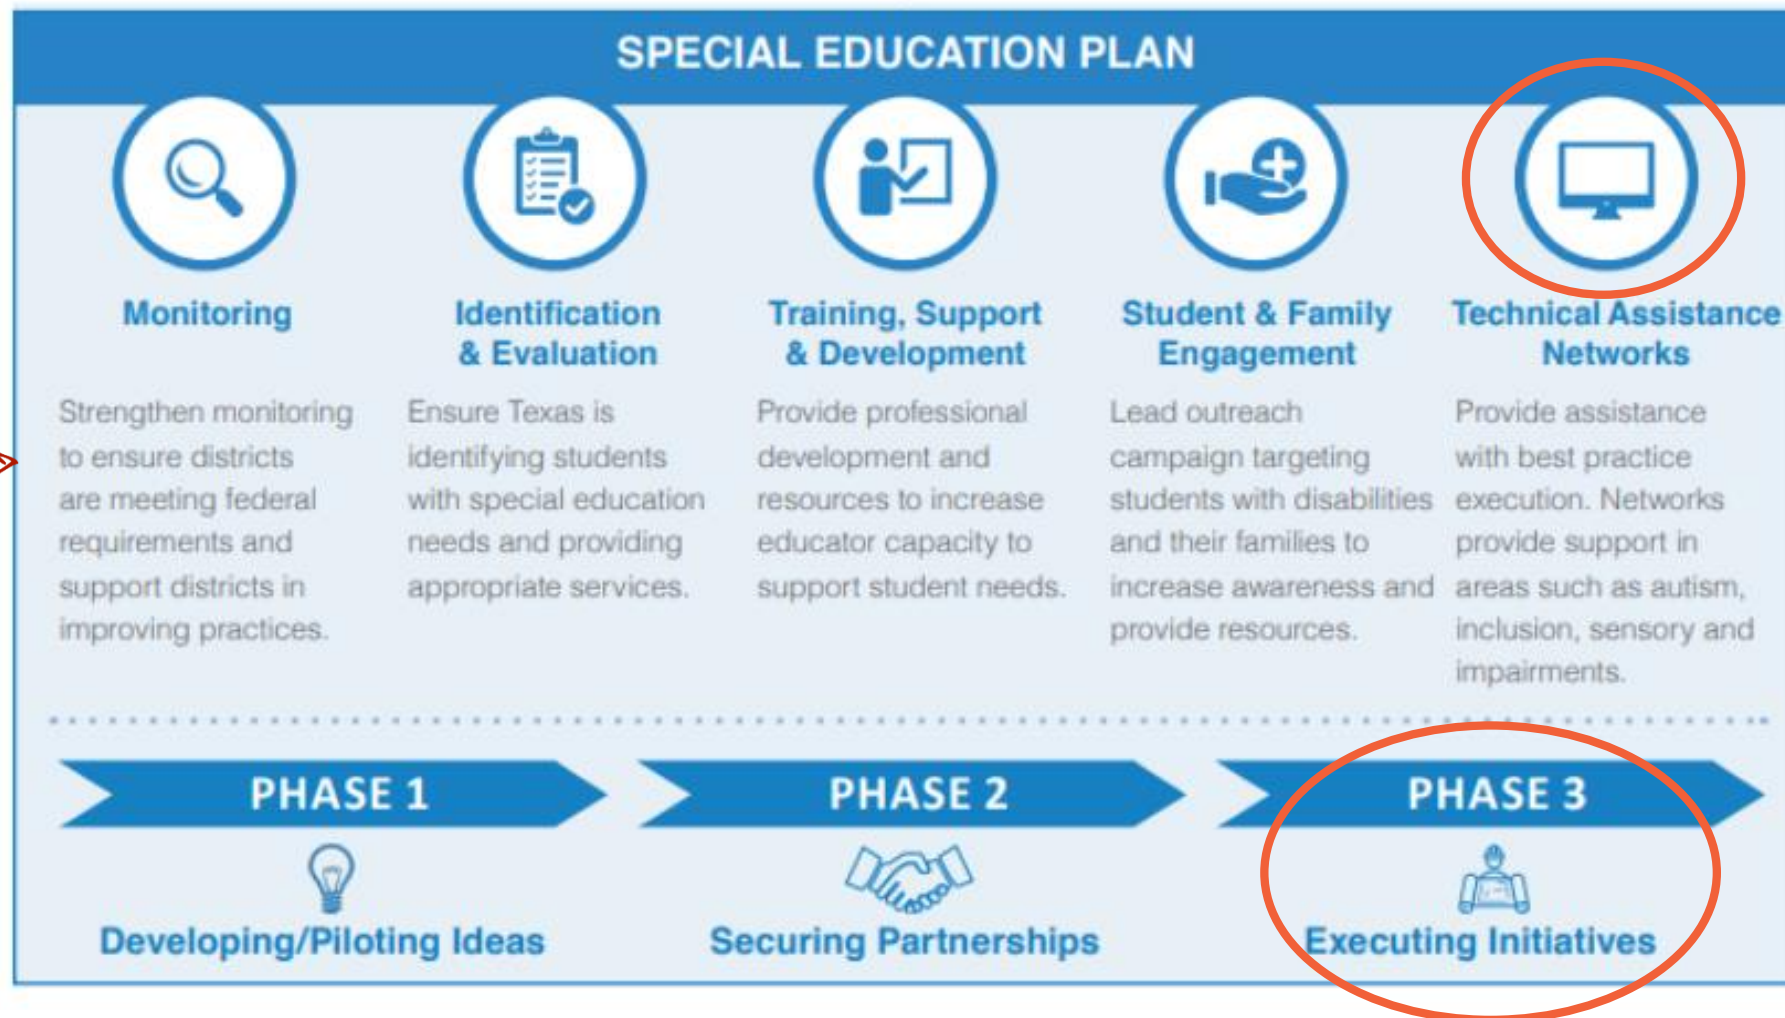 SPECIAL EDUCATION PLAN
Monitoring
Strengthen monitoring
to ensure districts
are meeting federal
requirements and
support districts in
improving practices.
Identification
& Evaluation
Ensure Texas is
identifying students
with special education
needs and providing
appropriate services.
Training, Support
& Development
Provide professional
development and
resources to increase
educator capacity to
support student needs.
Student & Family
Engagement
Lead outreach
campaign targeting
students with disabilities
and their families to
increase awareness and
provide resources.
Technical Assistance
Networks
Provide assistance
with best practice
execution. Networks
provide support in
areas such as autism,
inclusion, sensory and
impairments.
PHASE 1
Developing/Piloting Ideas
PHASE 2
Securing Partnerships
PHASE 3
Executing Initiatives